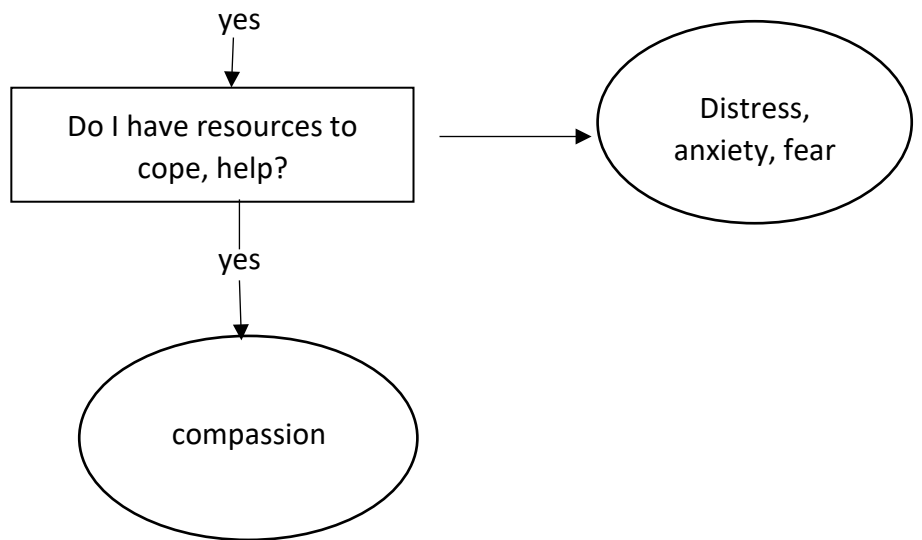 yes
Do I have resources to
cope, help?
Distress,
anxiety, fear
yes
compassion